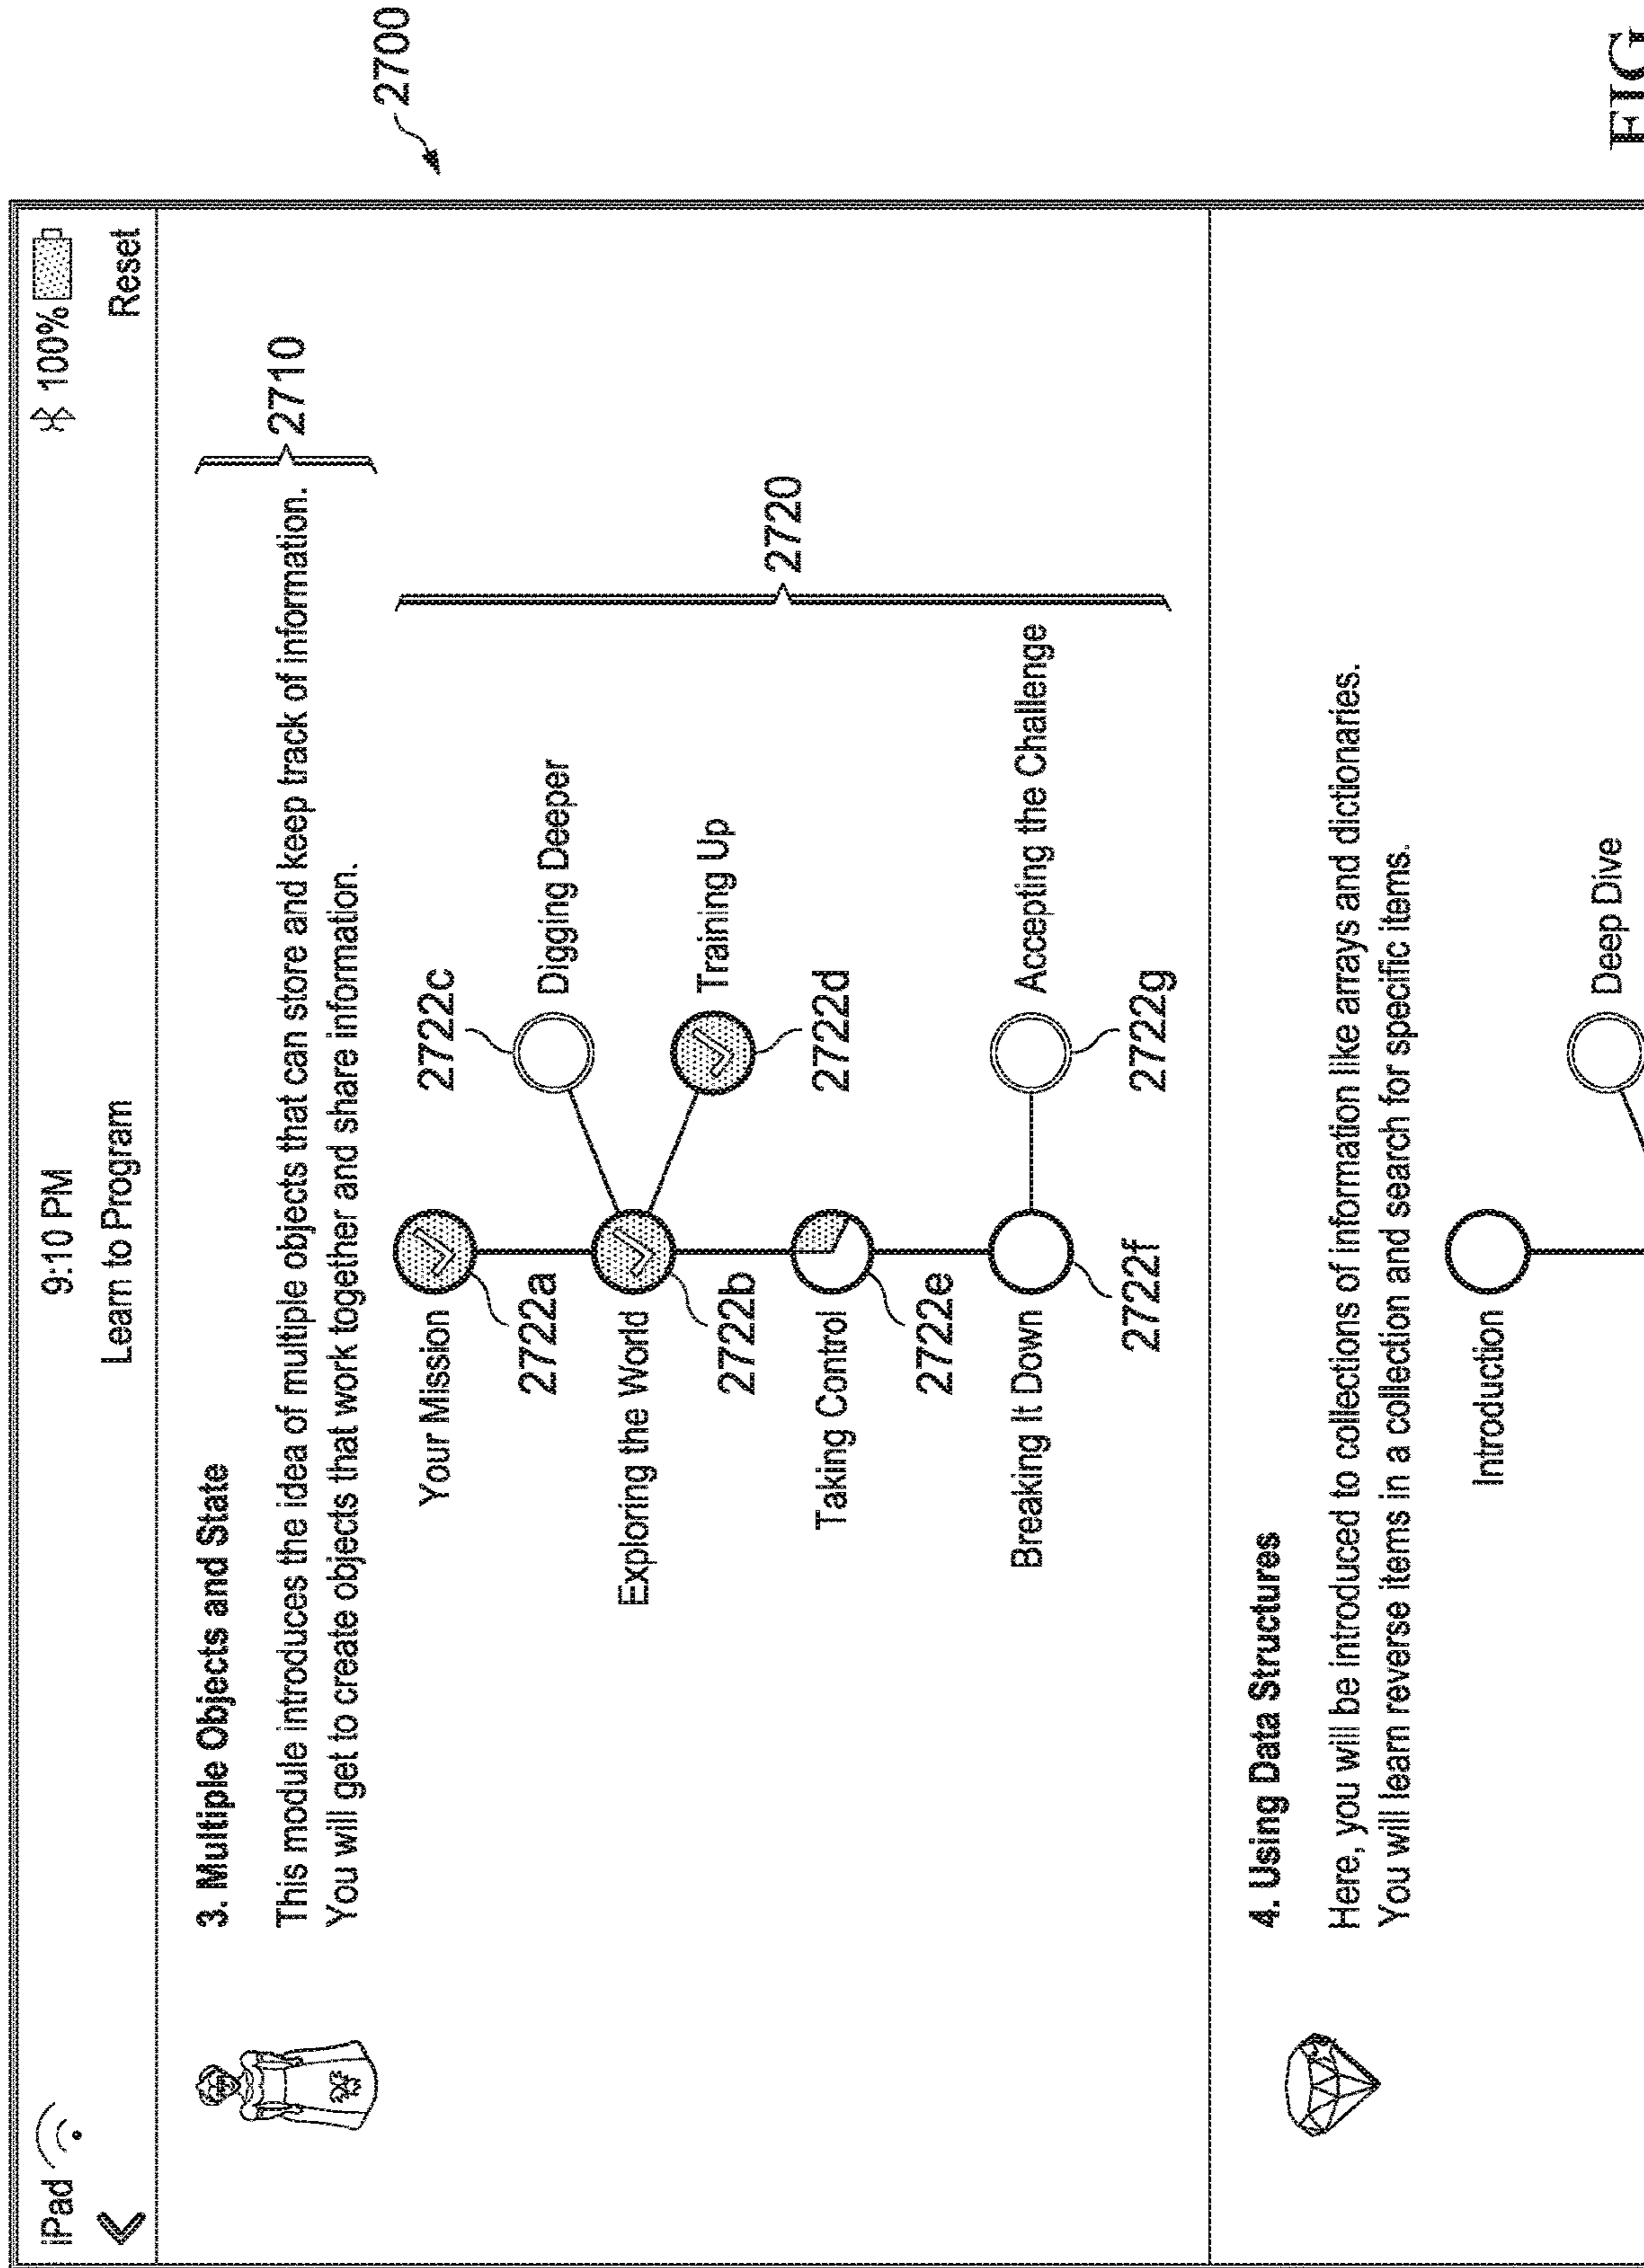 iPad 9:10 PM 100%
Learn to Program Reset
2700
3. Multiple Objects and State
This module introduces the idea of multiple objects that can store and keep track of information.
You will get to create objects that work together and share information.
2710
Your Mission
2722a
2722c
Digging Deeper
Exploring the World
2722b
Training Up
2722d
2720
Taking Control
2722e
Breaking It Down
2722f
Accepting the Challenge
2722g
4. Using Data Structures
Here, you will be introduced to collections of information like arrays and dictionaries.
You will learn reverse items in a collection and search for specific items.
Introduction
Deep Dive
FIG